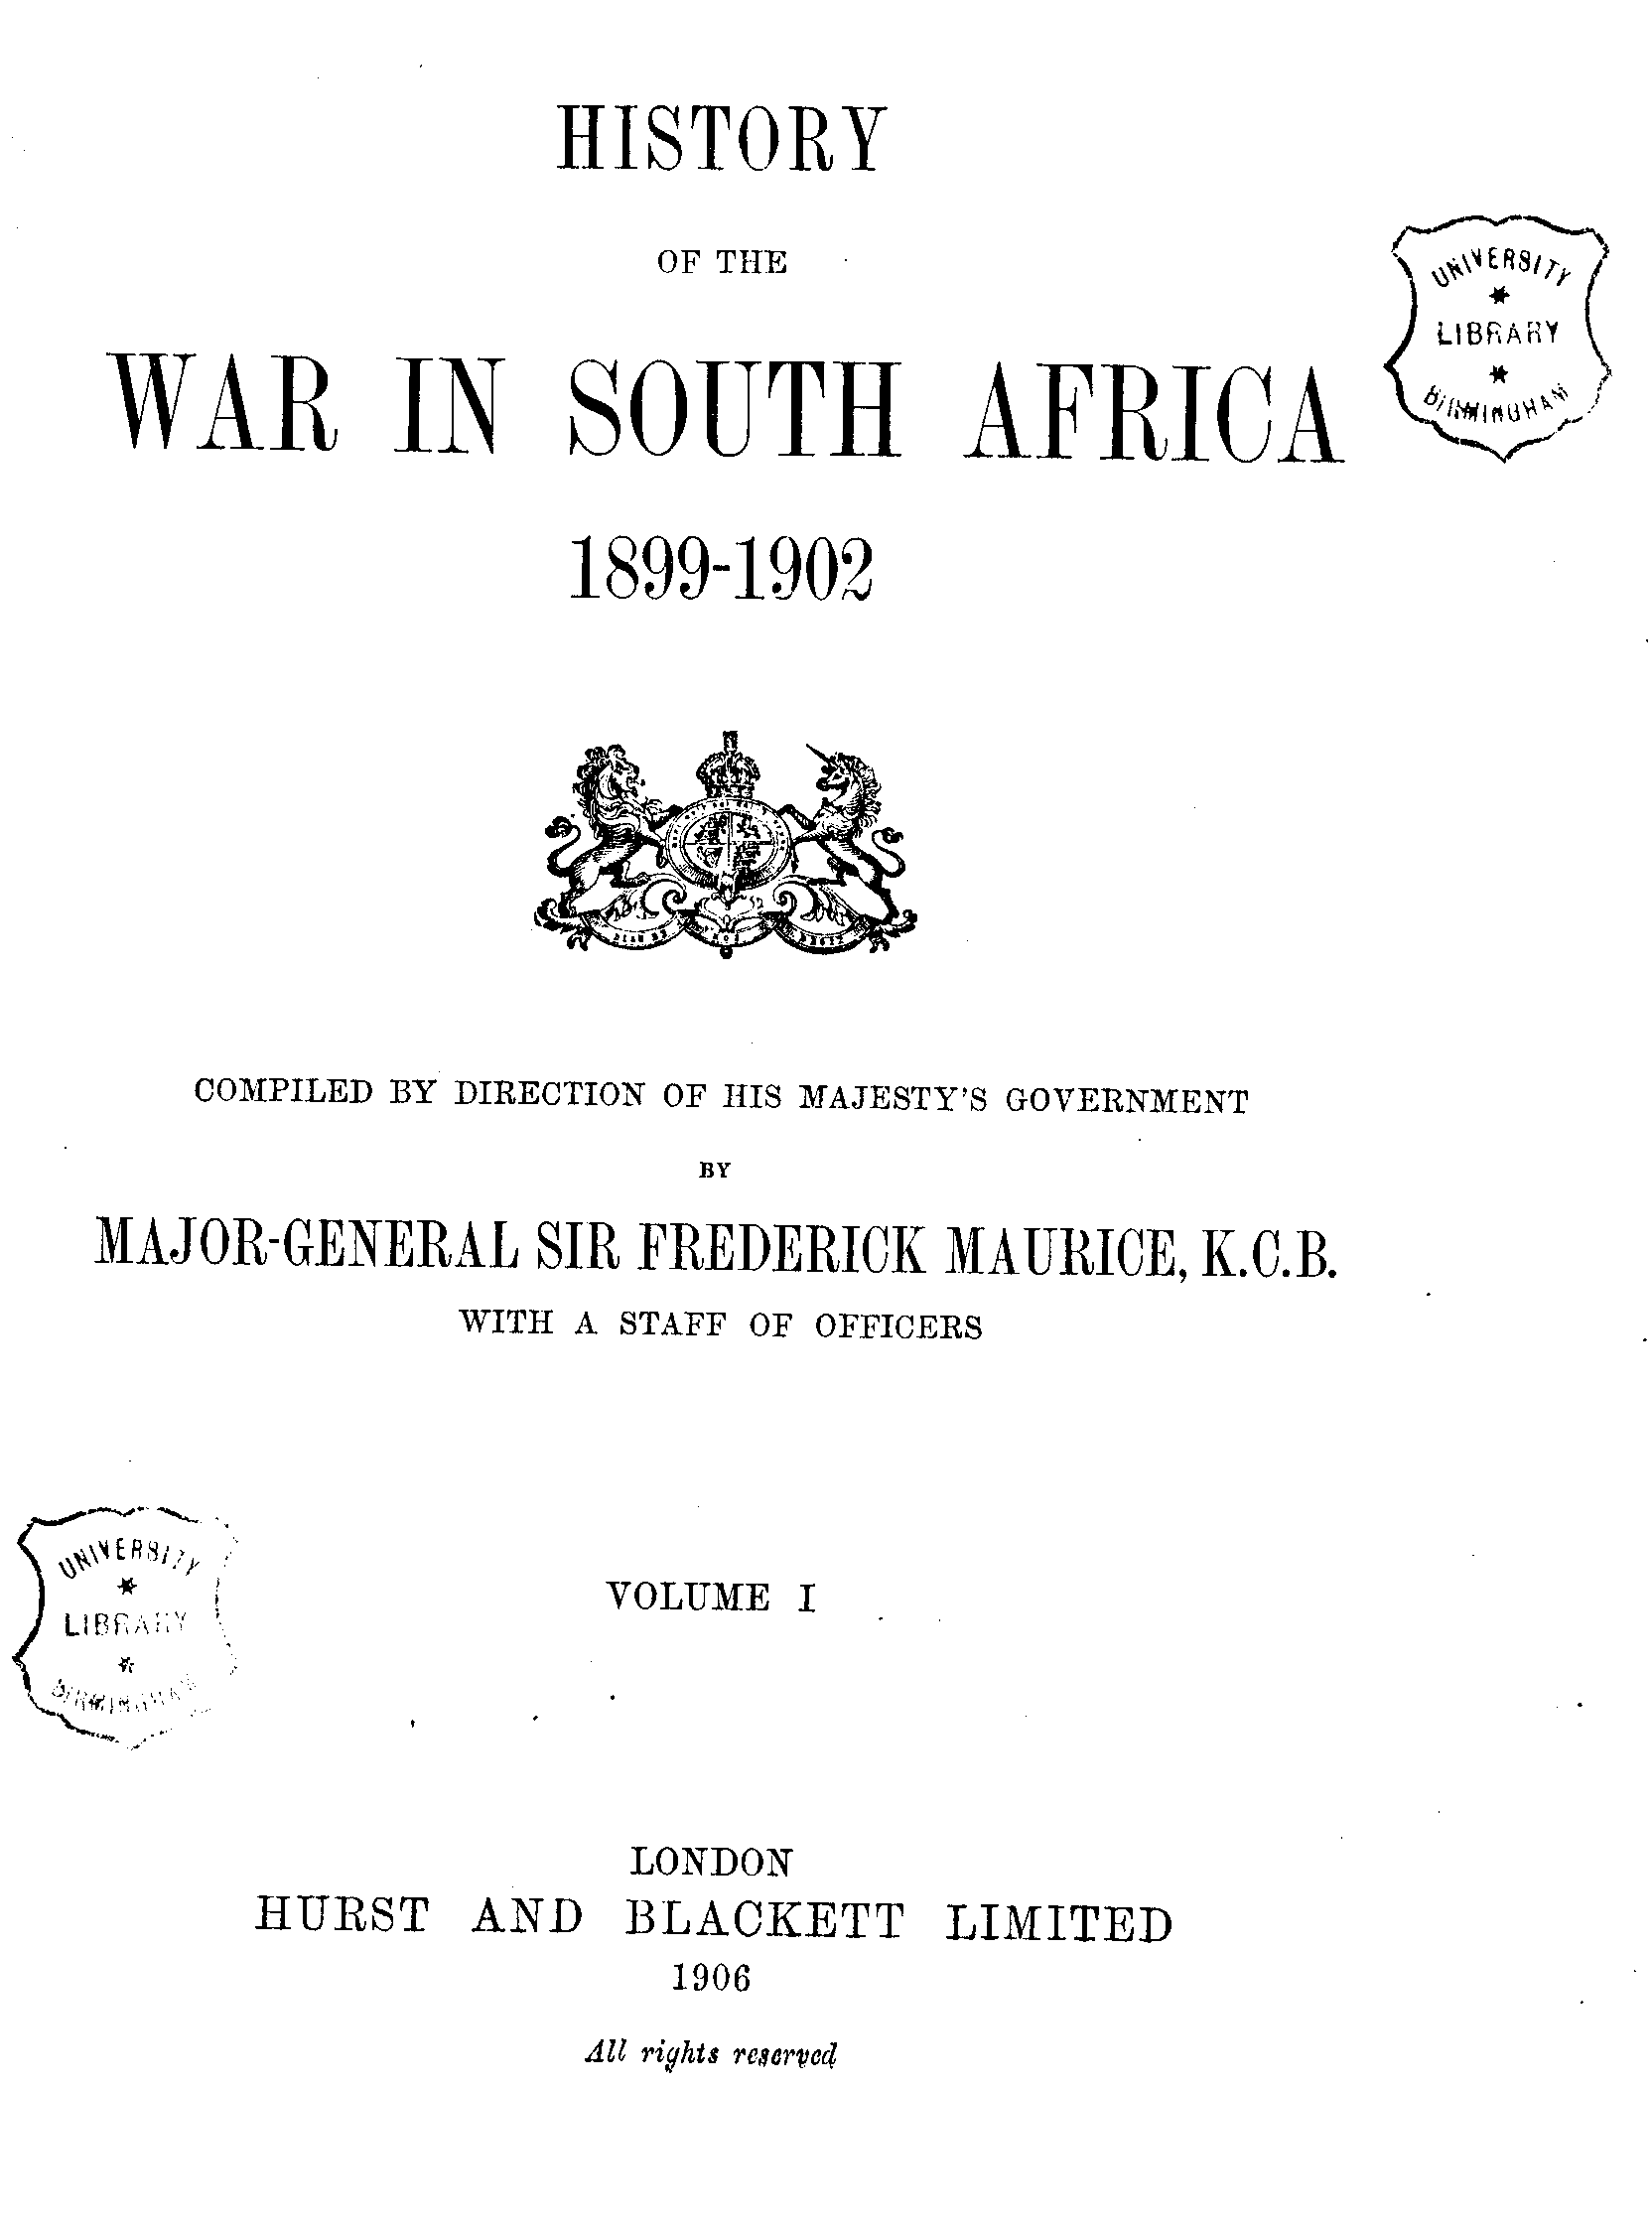 HISTORY
OF THE
WAR IN SOUTH AFRICA
1899-1902
UNIVERSITY
LIBRARY
BIRMINGHAM
COMPILED BY DIRECTION OF HIS MAJESTY'S GOVERNMENT
BY
MAJOR-GENERAL SIR FREDERICK MAURICE, K.C.B.
WITH A STAFF OF OFFICERS
UNIVERSITY
LIBRARY
BIRMINGHAM
VOLUME I
LONDON
HURST AND BLACKETT LIMITED
1906
All rights reserved